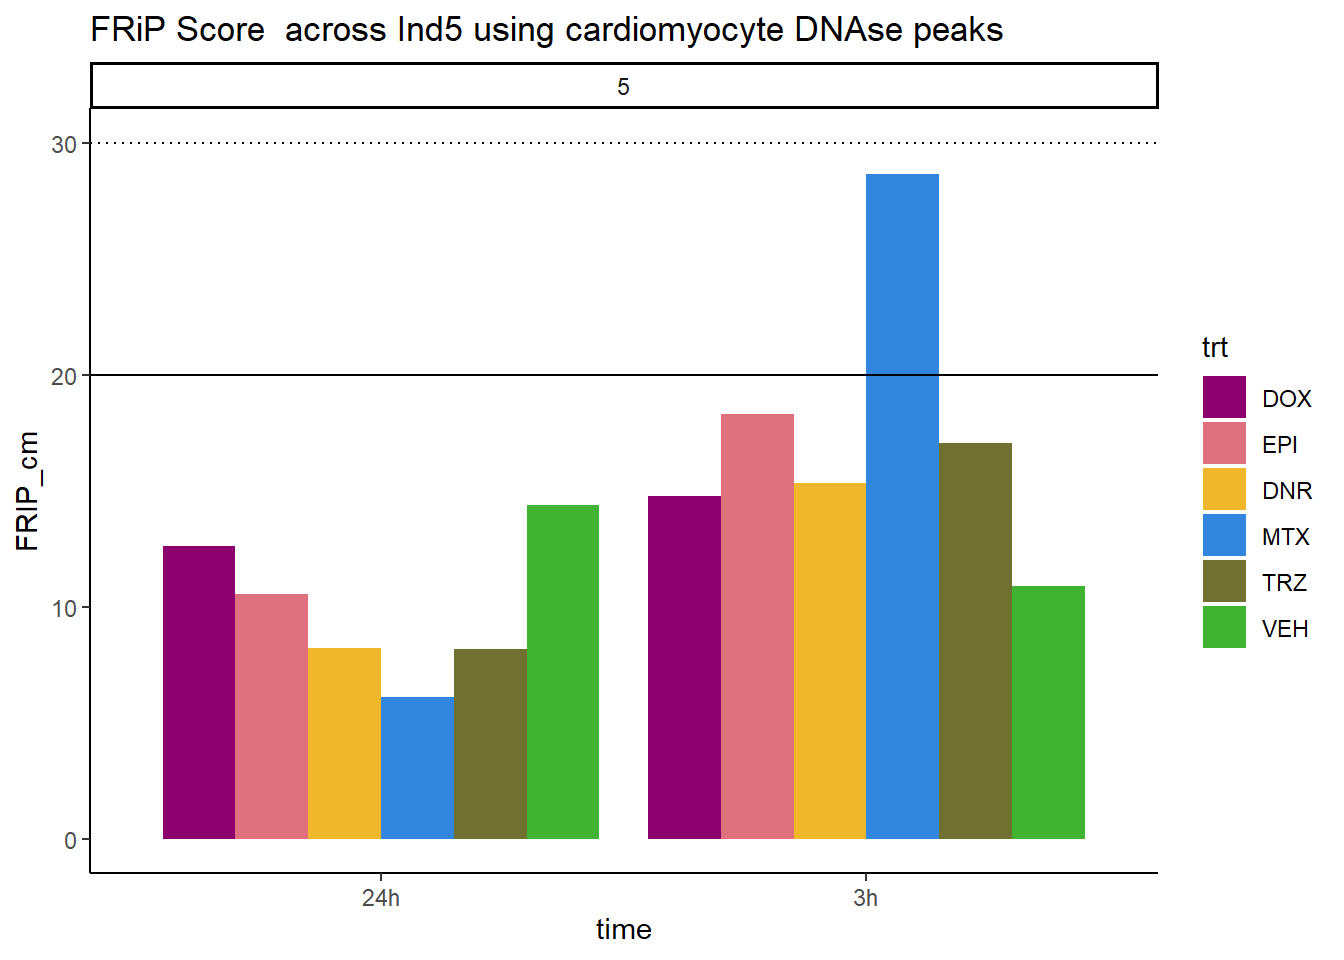 FRiP Score  across Ind5 using cardiomyocyte DNAse peaks
5
30
20
10
0
FRIP_cm
24h
3h
time
trt
DOX
EPI
DNR
MTX
TRZ
VEH